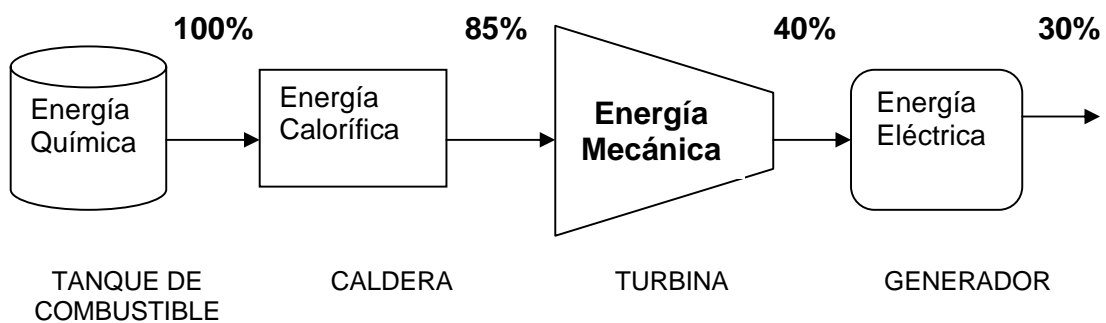 100% 85% 40% 30%
Energía
Química
Energía
Calorífica
Energía
Mecánica
Energía
Eléctrica
TANQUE DE
COMBUSTIBLE
CALDERA
TURBINA
GENERADOR